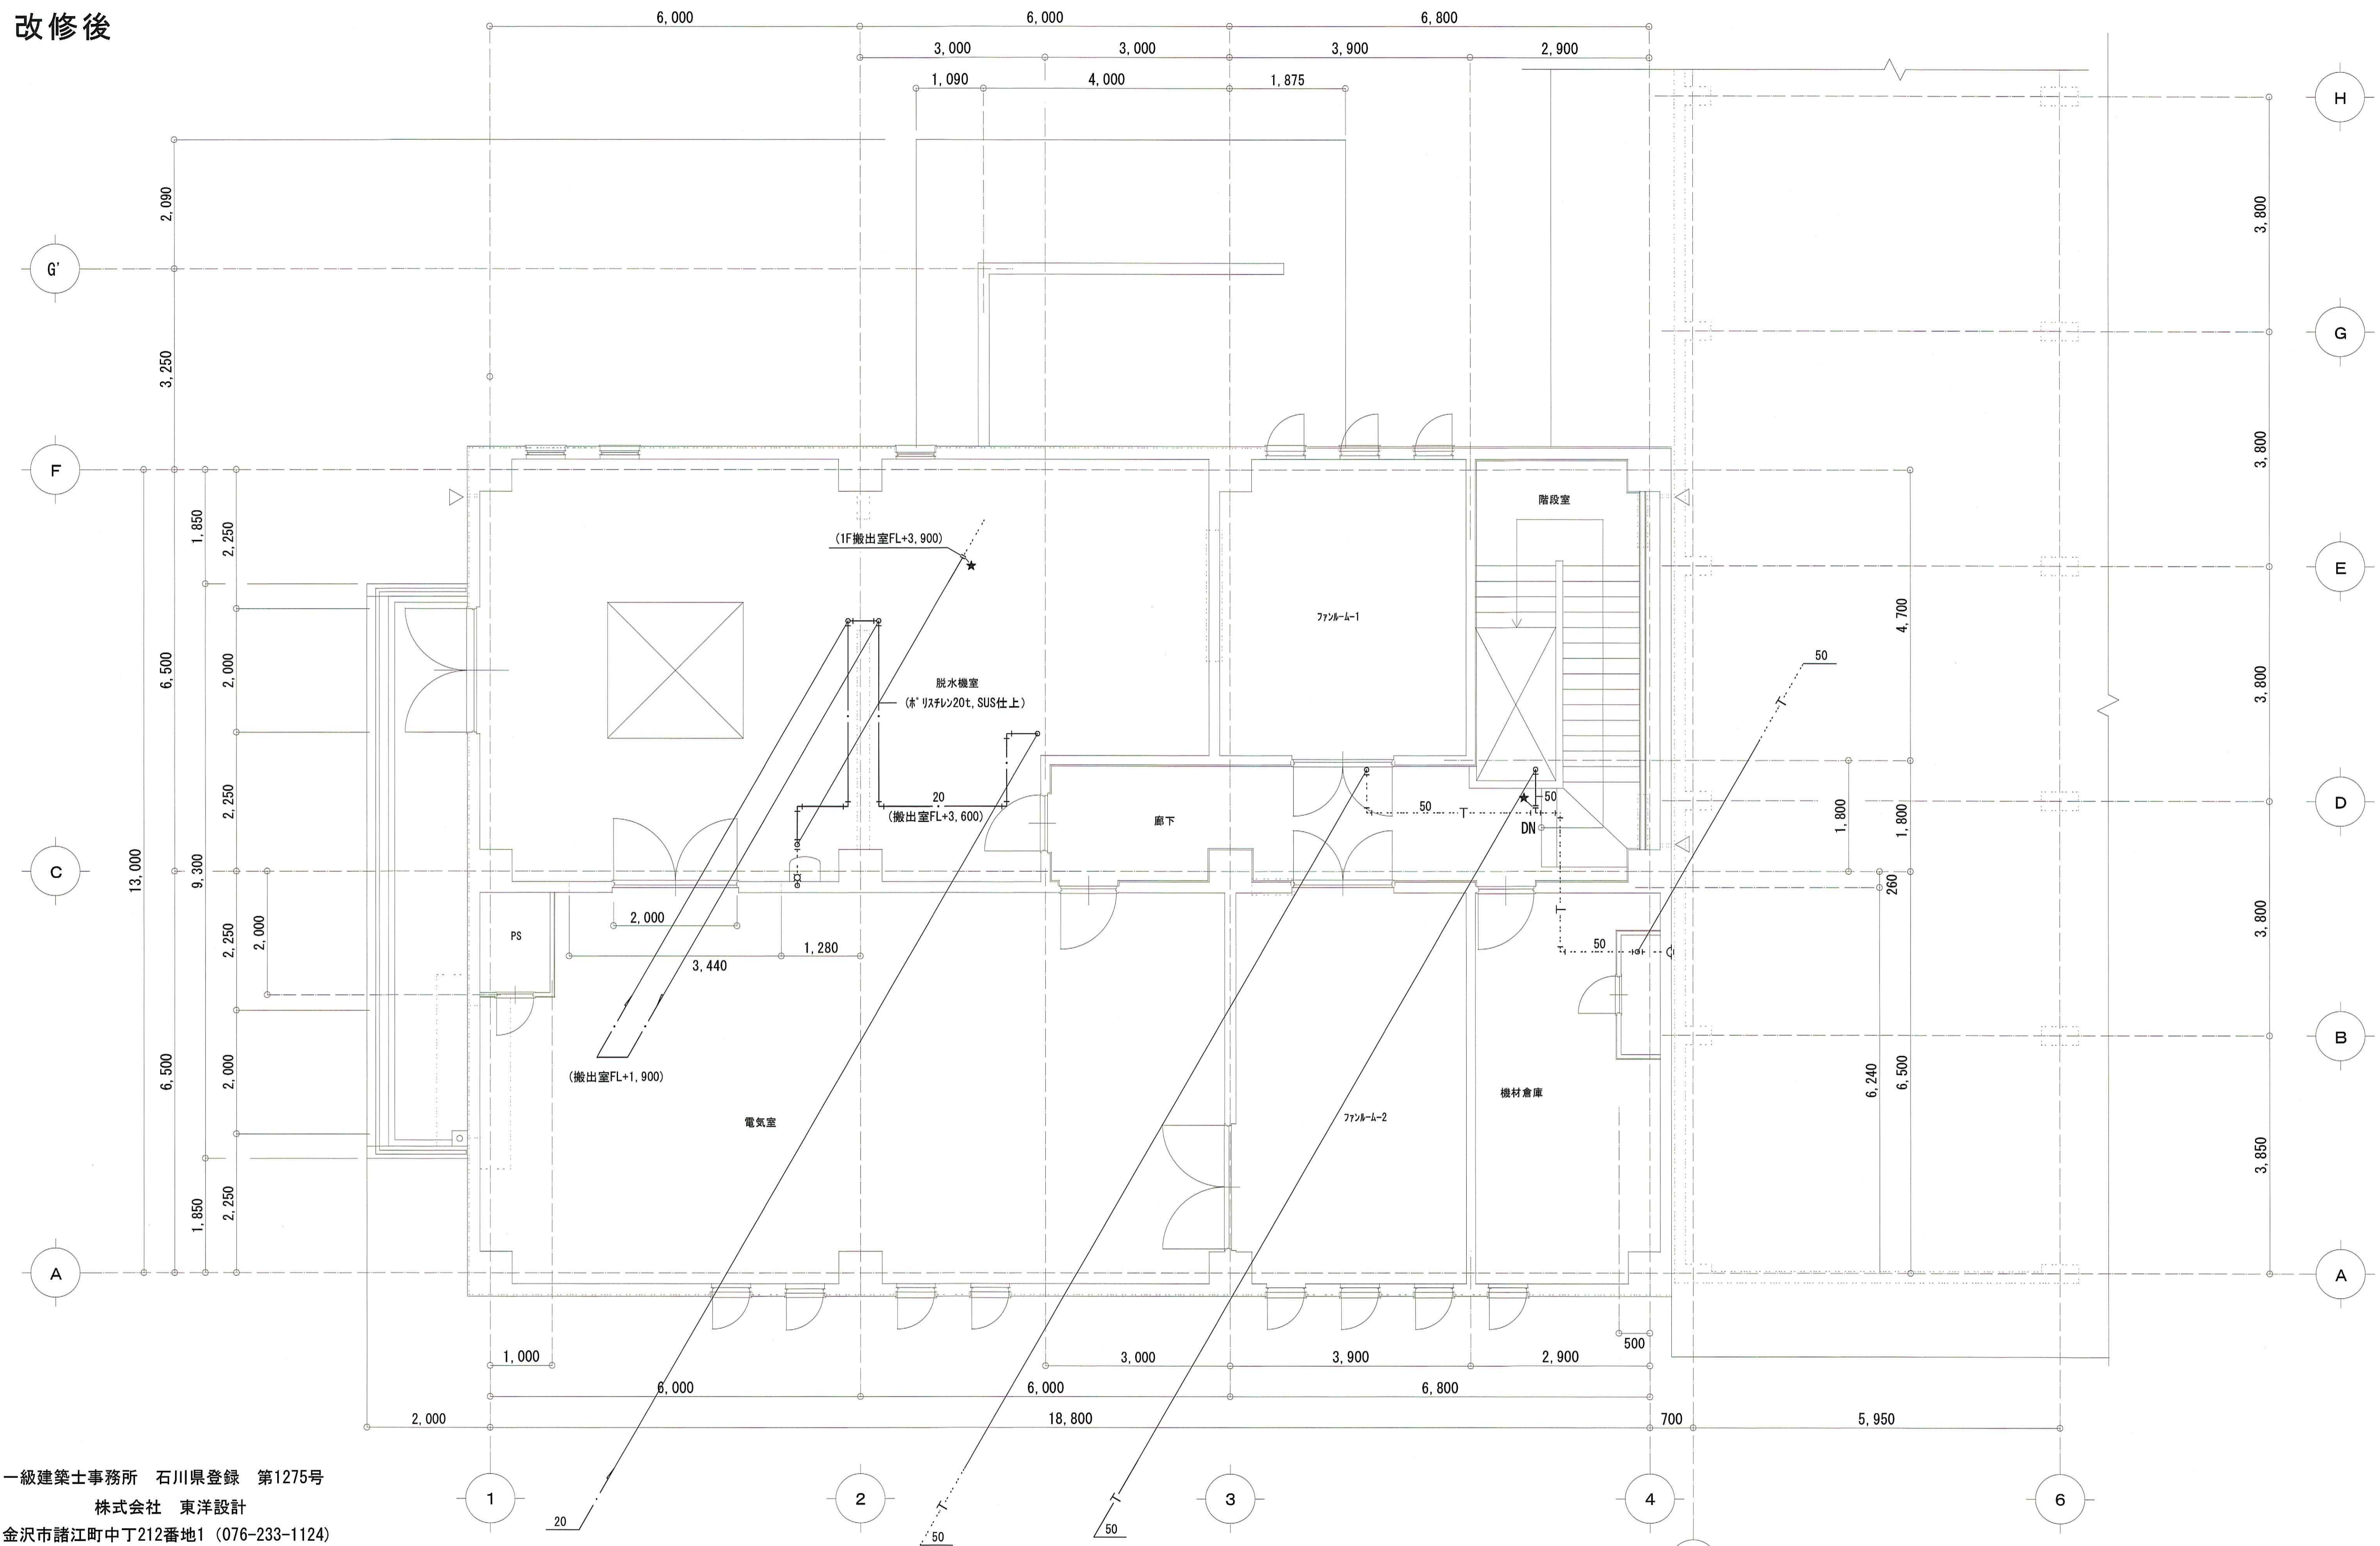 改修後
6,000
6,000
6,800
3,000
3,000
3,900
2,900
1,090
4,000
1,875
H
2,090
3,800
G'
G
3,250
3,800
F
1,850
2,250
階段室
(1F搬出室FL+3,900)
E
ファンルーム-1
4,700
6,500
2,000
50
T
3,800
脱水機室
(ポリスチレン20t,SUS仕上)
2,250
20
(搬出室FL+3,600)
50
T
50
DN
廊下
1,800
1,800
D
C
13,000
9,300
260
2,000
2,250
PS
2,000
1,280
3,440
T
50
3,800
B
(搬出室FL+1,900)
6,500
2,000
電気室
ファンルーム-2
機材倉庫
6,240
6,500
3,850
1,850
2,250
A
A
500
1,000
3,000
3,900
2,900
6,000
6,000
6,800
2,000
18,800
700
5,950
一級建築士事務所 石川県登録 第1275号
株式会社 東洋設計
金沢市諸江町中丁212番地1 (076-233-1124)
1
2
3
4
6
20
T
50
T
50